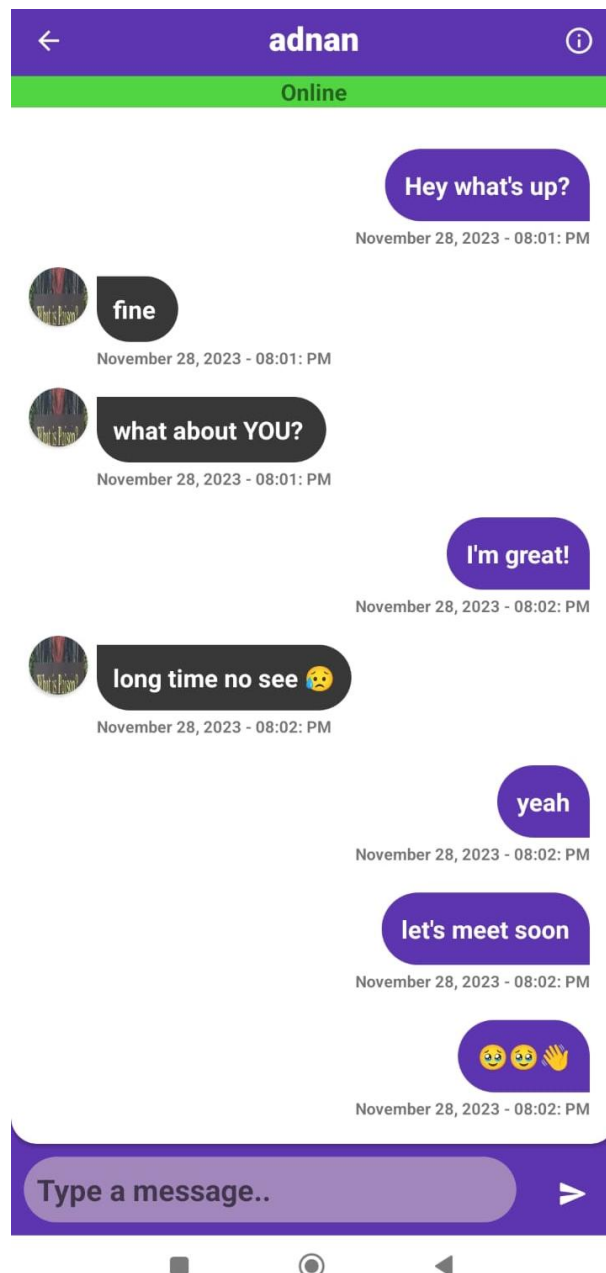 adnan
Online
Hey what's up?
November 28, 2023 - 08:01: PM
fine
November 28, 2023 - 08:01: PM
what about YOU?
November 28, 2023 - 08:01: PM
I'm great!
November 28, 2023 - 08:02: PM
long time no see 😥
November 28, 2023 - 08:02: PM
yeah
November 28, 2023 - 08:02: PM
let's meet soon
November 28, 2023 - 08:02: PM
🥹🥹👋
November 28, 2023 - 08:02: PM
Type a message..